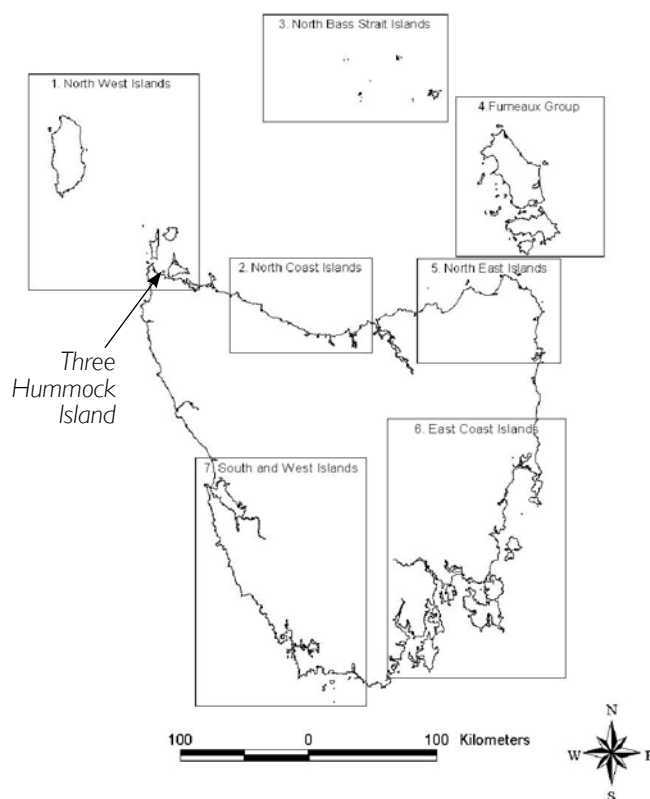 3. North Bass Strait Islands
1. North West Islands
4.Furneaux Group
2. North Coast Islands
5. North East Islands
Three
Hummock
Island
6. East Coast Islands
7. South and West Islands
100 0 100 Kilometers
N
W E
S